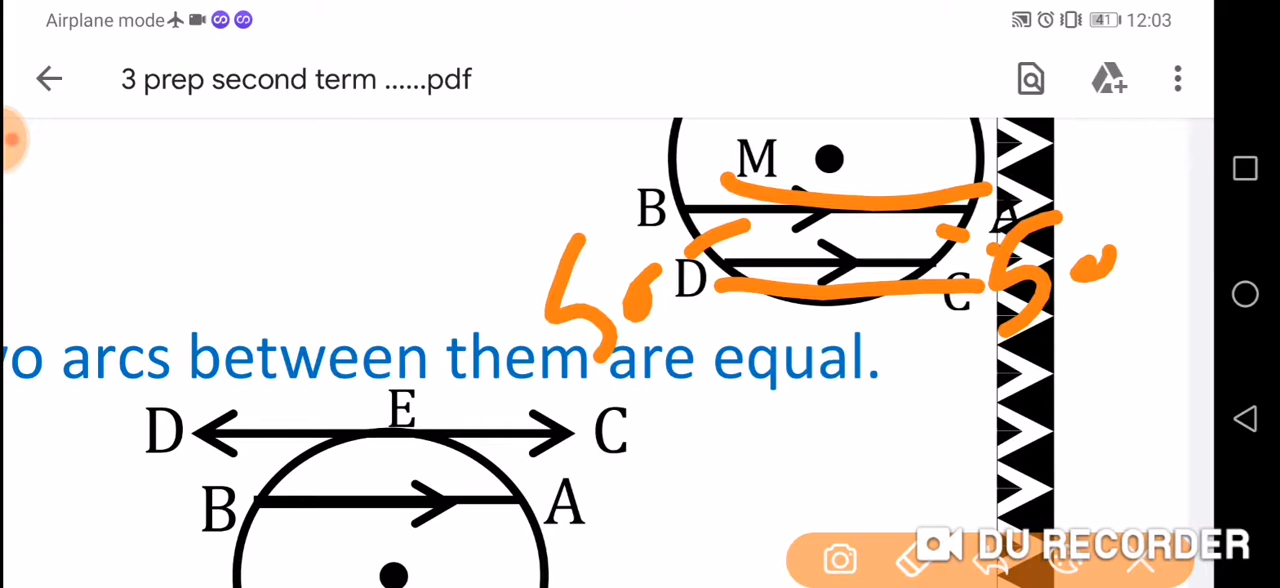 Airplane mode 41 12:03
3 prep second term ......pdf
M
B A
D C
50 50
o arcs between them are equal.
D E C
B A
DU RECORDER